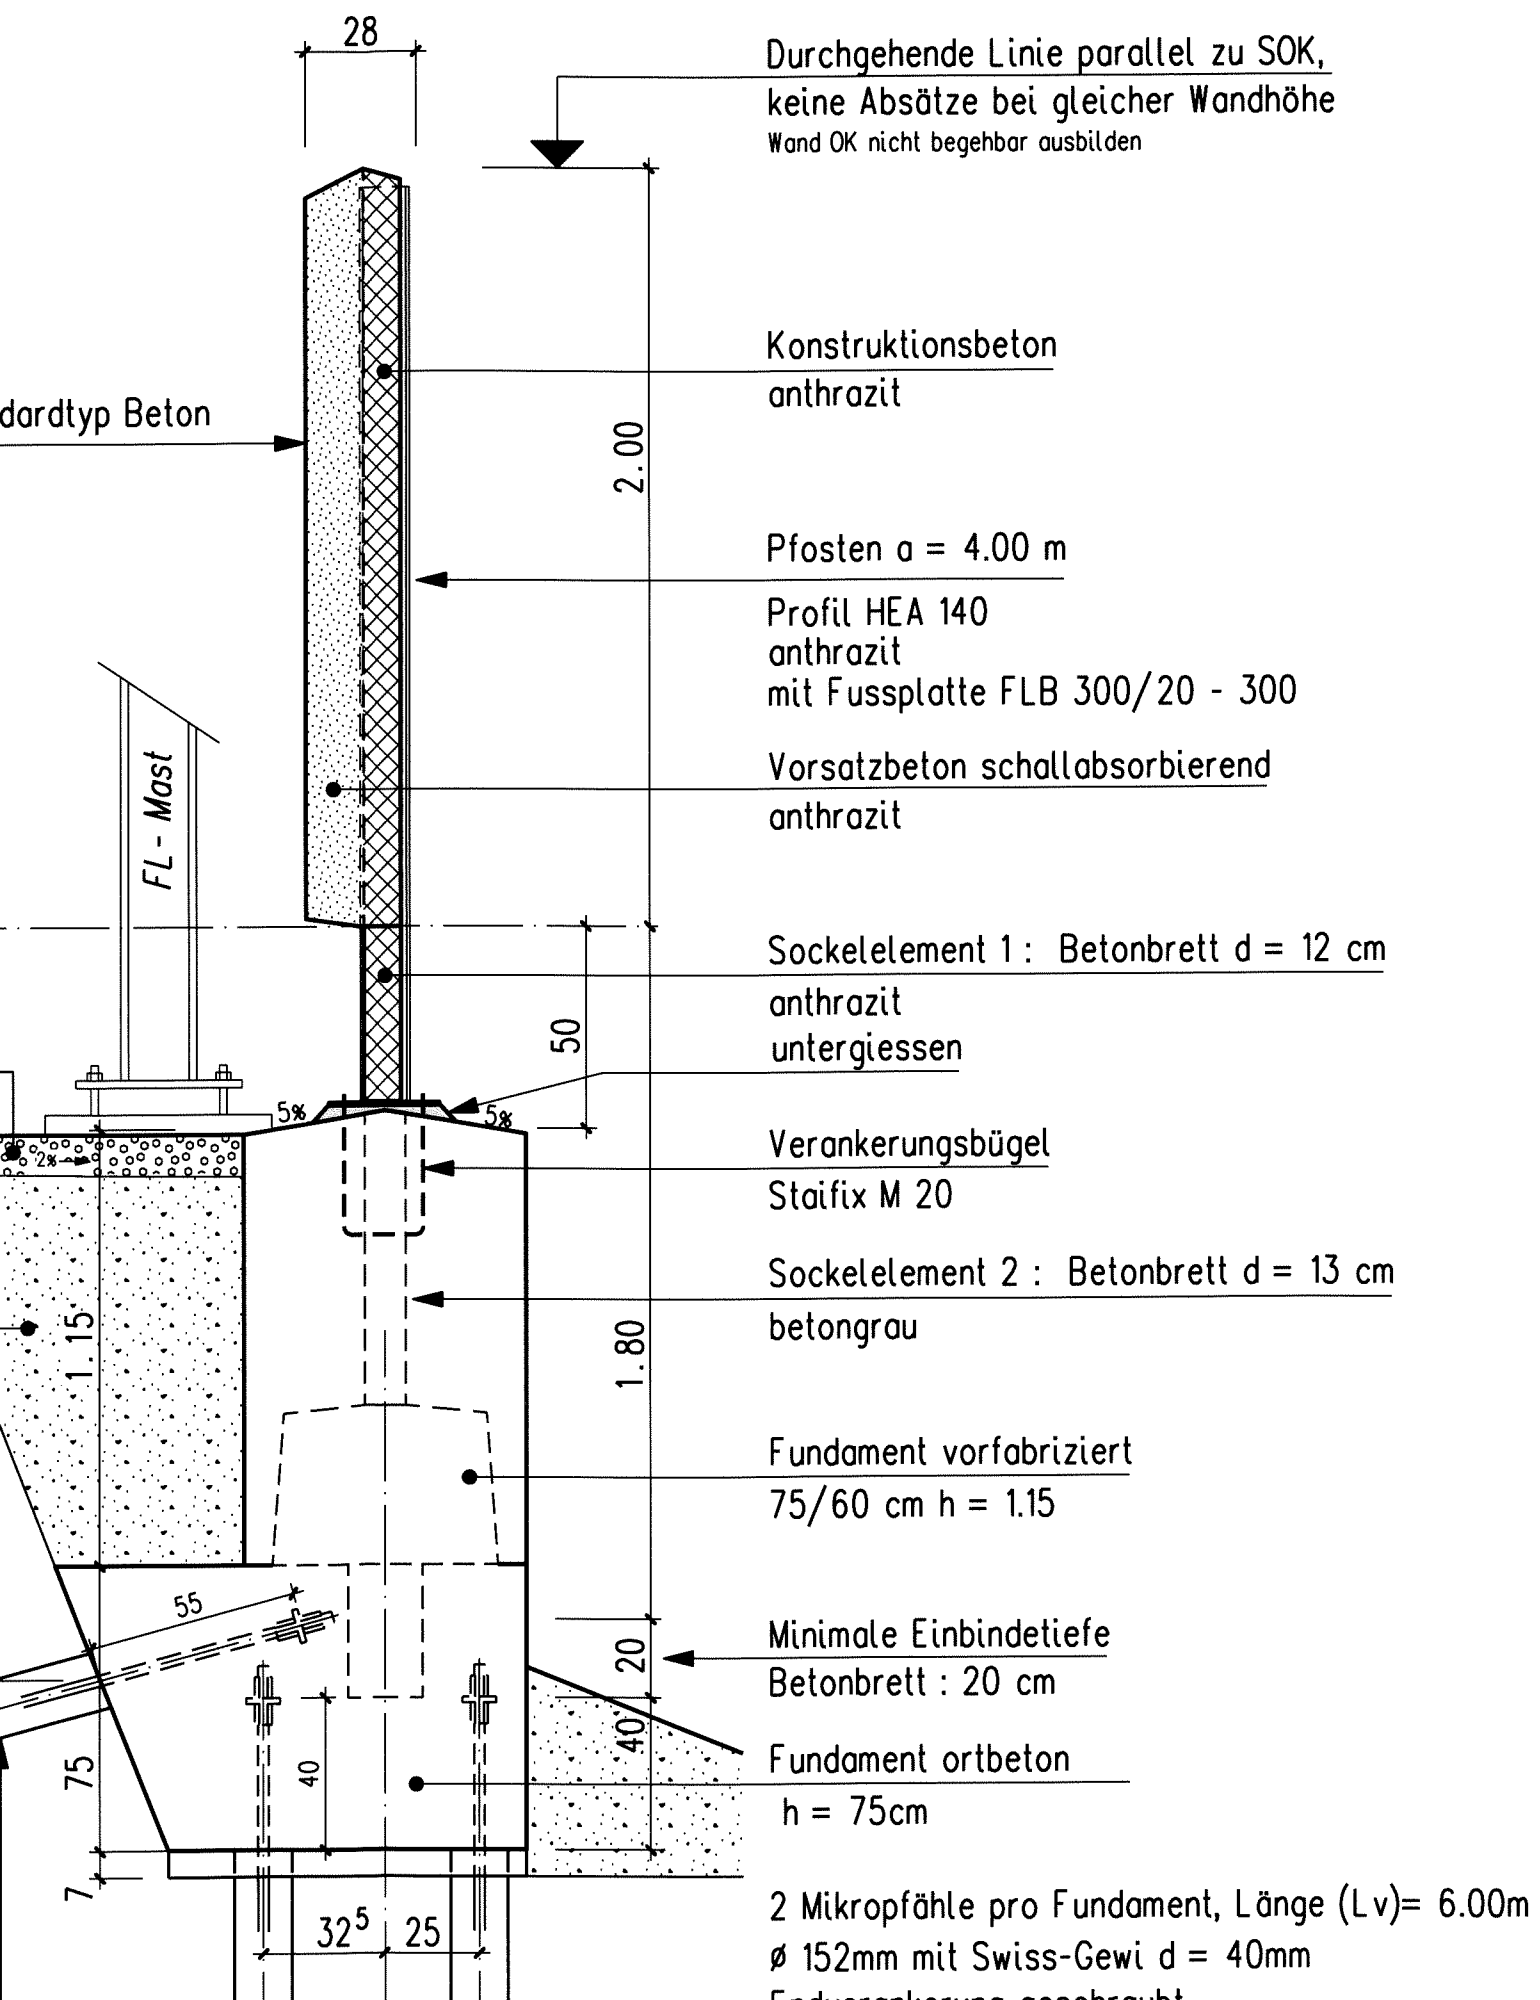 28
Durchgehende Linie parallel zu SOK,
keine Absätze bei gleicher Wandhöhe
Wand OK nicht begehbar ausbilden
Konstruktionsbeton
anthrazit
dardtyp Beton
2.00
Pfosten a = 4.00 m
Profil HEA 140
anthrazit
mit Fussplatte FLB 300/20 - 300
FL - Mast
Vorsatzbeton schallabsorbierend
anthrazit
Sockelelement 1 : Betonbrett d = 12 cm
anthrazit
untergiessen
50
5%
5%
2%
Verankerungsbügel
Staifix M 20
Sockelelement 2 : Betonbrett d = 13 cm
betongrau
1.15
1.80
Fundament vorfabriziert
75/60 cm h = 1.15
55
20
Minimale Einbindetiefe
Betonbrett : 20 cm
40
40
75
Fundament ortbeton
h = 75cm
7
32⁵
25
2 Mikropfähle pro Fundament, Länge (Lv)= 6.00m
ø 152mm mit Swiss-Gewi d = 40mm